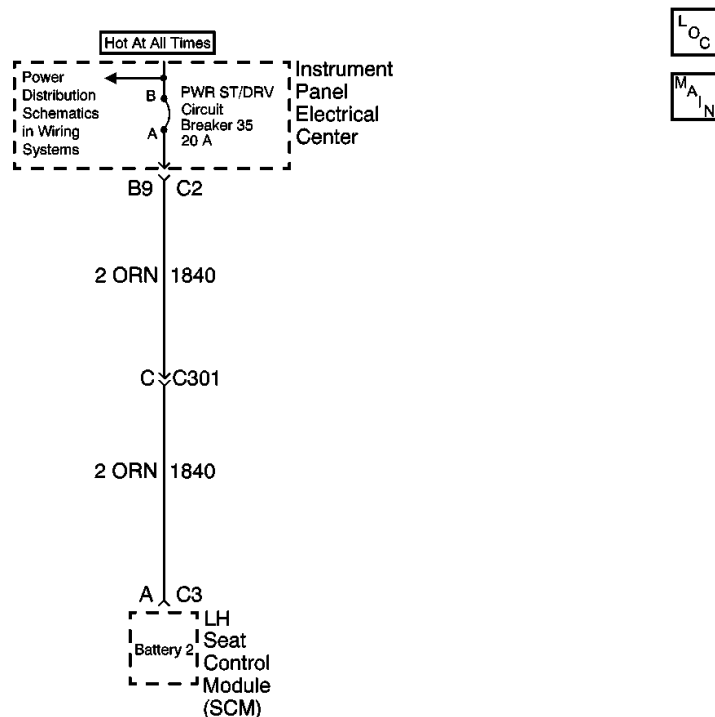 Hot At All Times
Power
Distribution
Schematics
in Wiring
Systems
B
A
PWR ST/DRV
Circuit
Breaker 35
20 A
Instrument
Panel
Electrical
Center
B9 C2
2 ORN 1840
C C301
2 ORN 1840
A C3
Battery 2
LH
Seat
Control
Module
(SCM)
LOC
MAIN